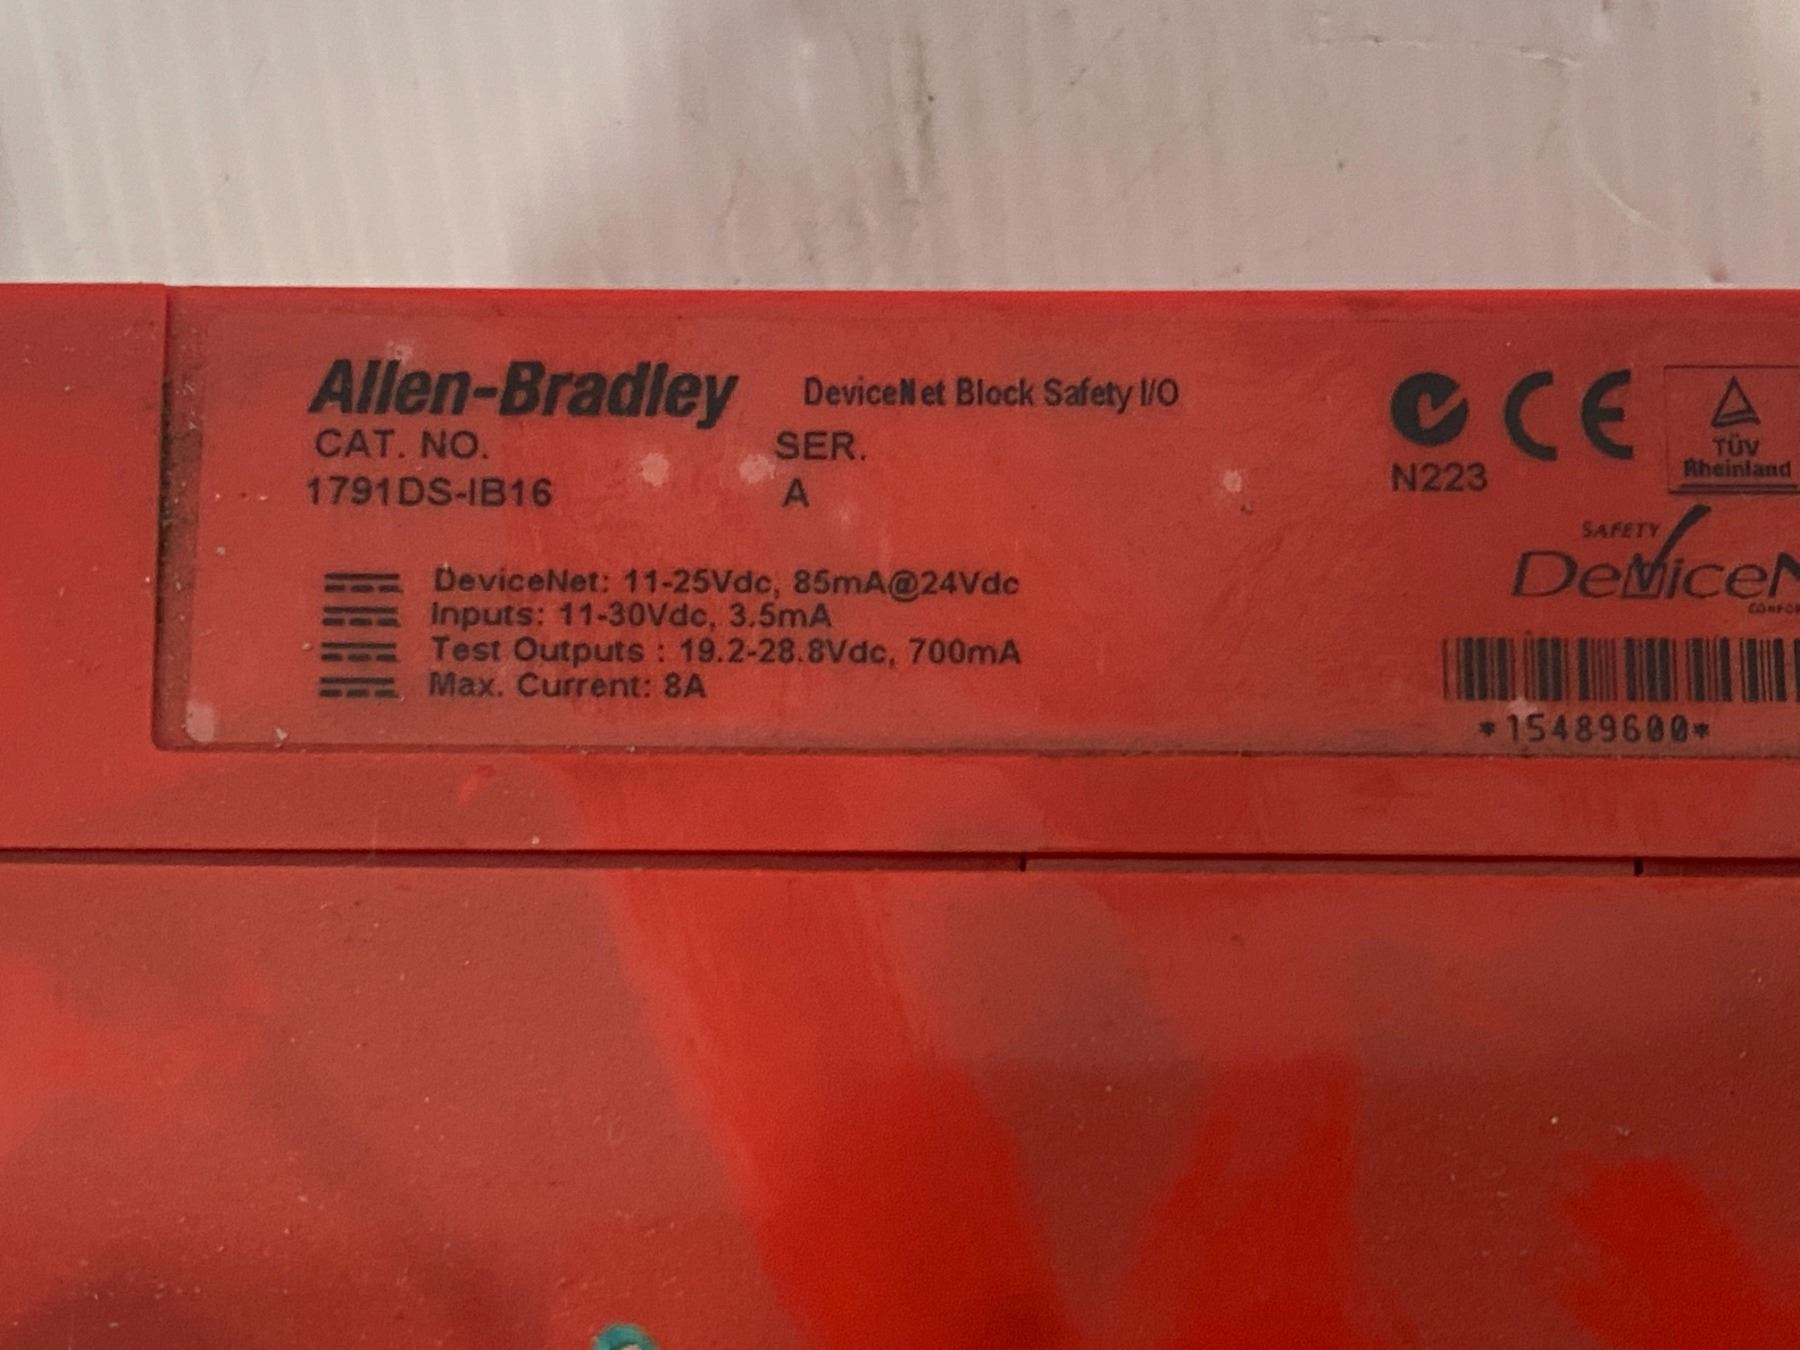 Allen-Bradley DeviceNet Block Safety I/O
CAT. NO. SER.
1791DS-IB16 A
N223
TÜV
Rheinland
SAFETY
DeviceN
DeviceNet: 11-25Vdc, 85mA@24Vdc
Inputs: 11-30Vdc, 3.5mA
Test Outputs : 19.2-28.8Vdc, 700mA
Max. Current: 8A
*15489600*